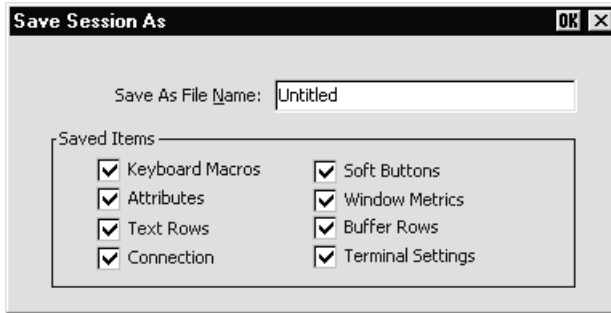 Save Session As OK
Save As File Name: Untitled
Saved Items
Keyboard Macros Soft Buttons
Attributes Window Metrics
Text Rows Buffer Rows
Connection Terminal Settings